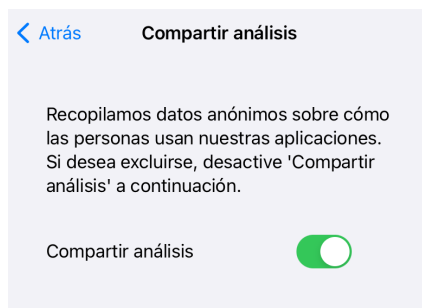 Atrás
Compartir análisis
Recopilamos datos anónimos sobre cómo
las personas usan nuestras aplicaciones.
Si desea excluirse, desactive 'Compartir
análisis' a continuación.
Compartir análisis